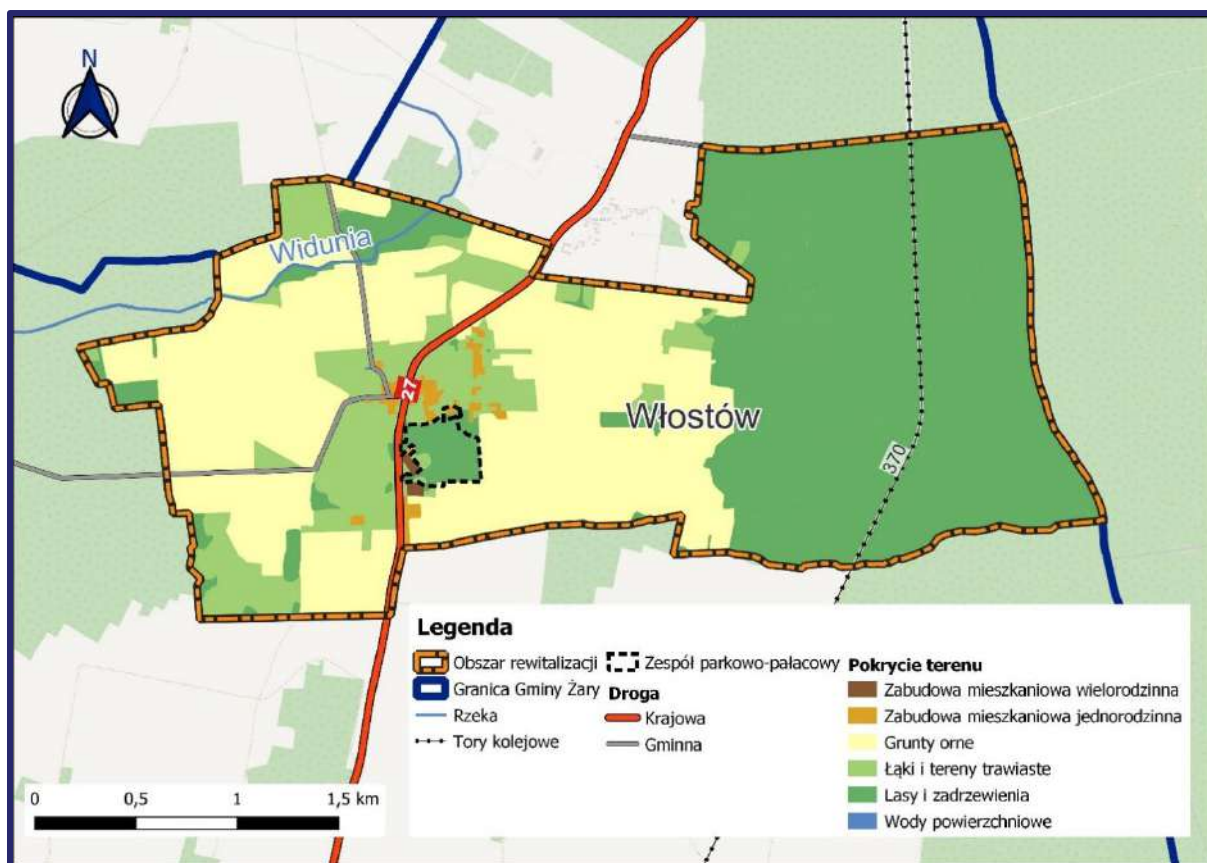 N
Widunia
27
Włostów
370
Legenda
Obszar rewitalizacji
Zespół parkowo-pałacowy
Granica Gminy Żary
Rzeka
Tory kolejowe
Droga
Krajowa
Gminna
Pokrycie terenu
Zabudowa mieszkaniowa wielorodzinna
Zabudowa mieszkaniowa jednorodzinna
Grunty orne
Łąki i tereny trawiaste
Lasy i zadrzewienia
Wody powierzchniowe
0 0,5 1 1,5 km